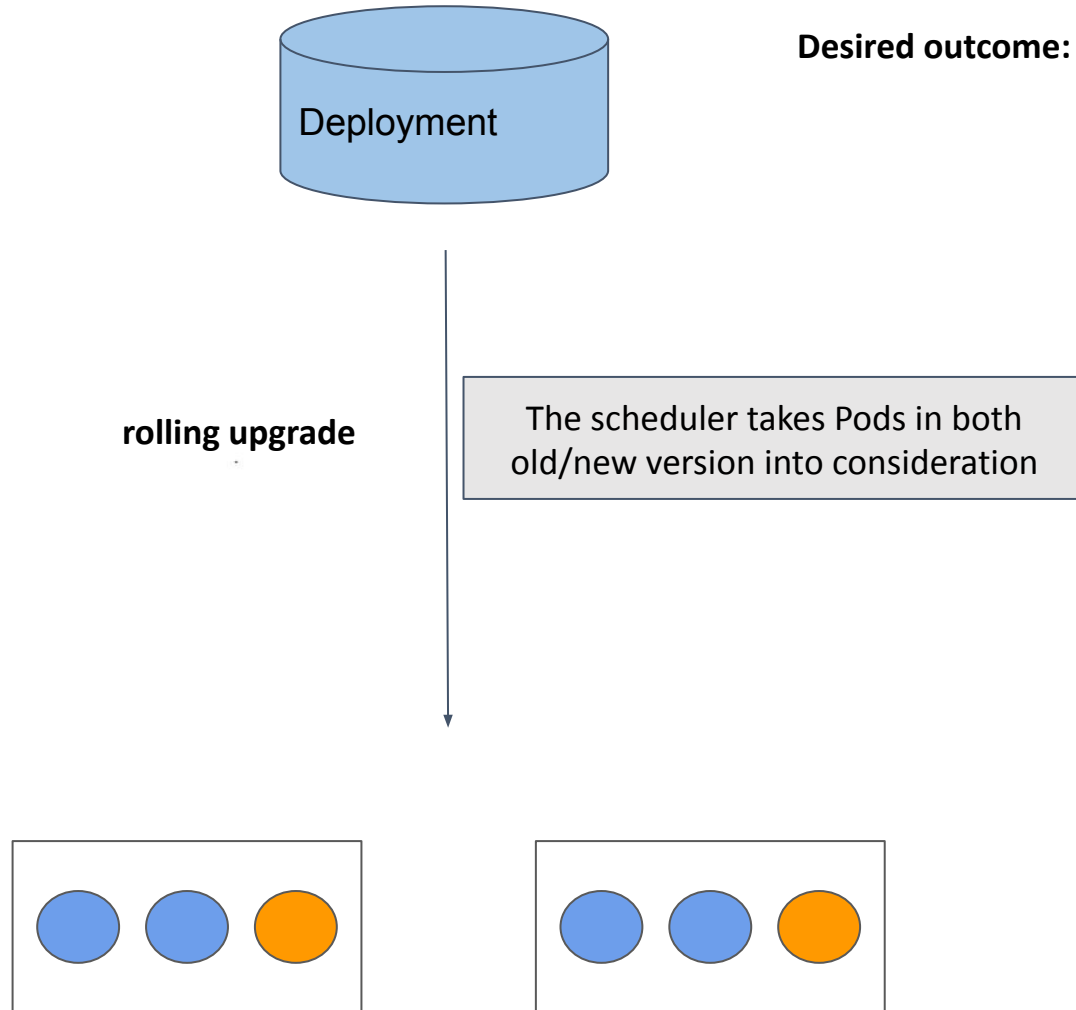 Desired outcome:
Deployment
rolling upgrade
The scheduler takes Pods in both
old/new version into consideration